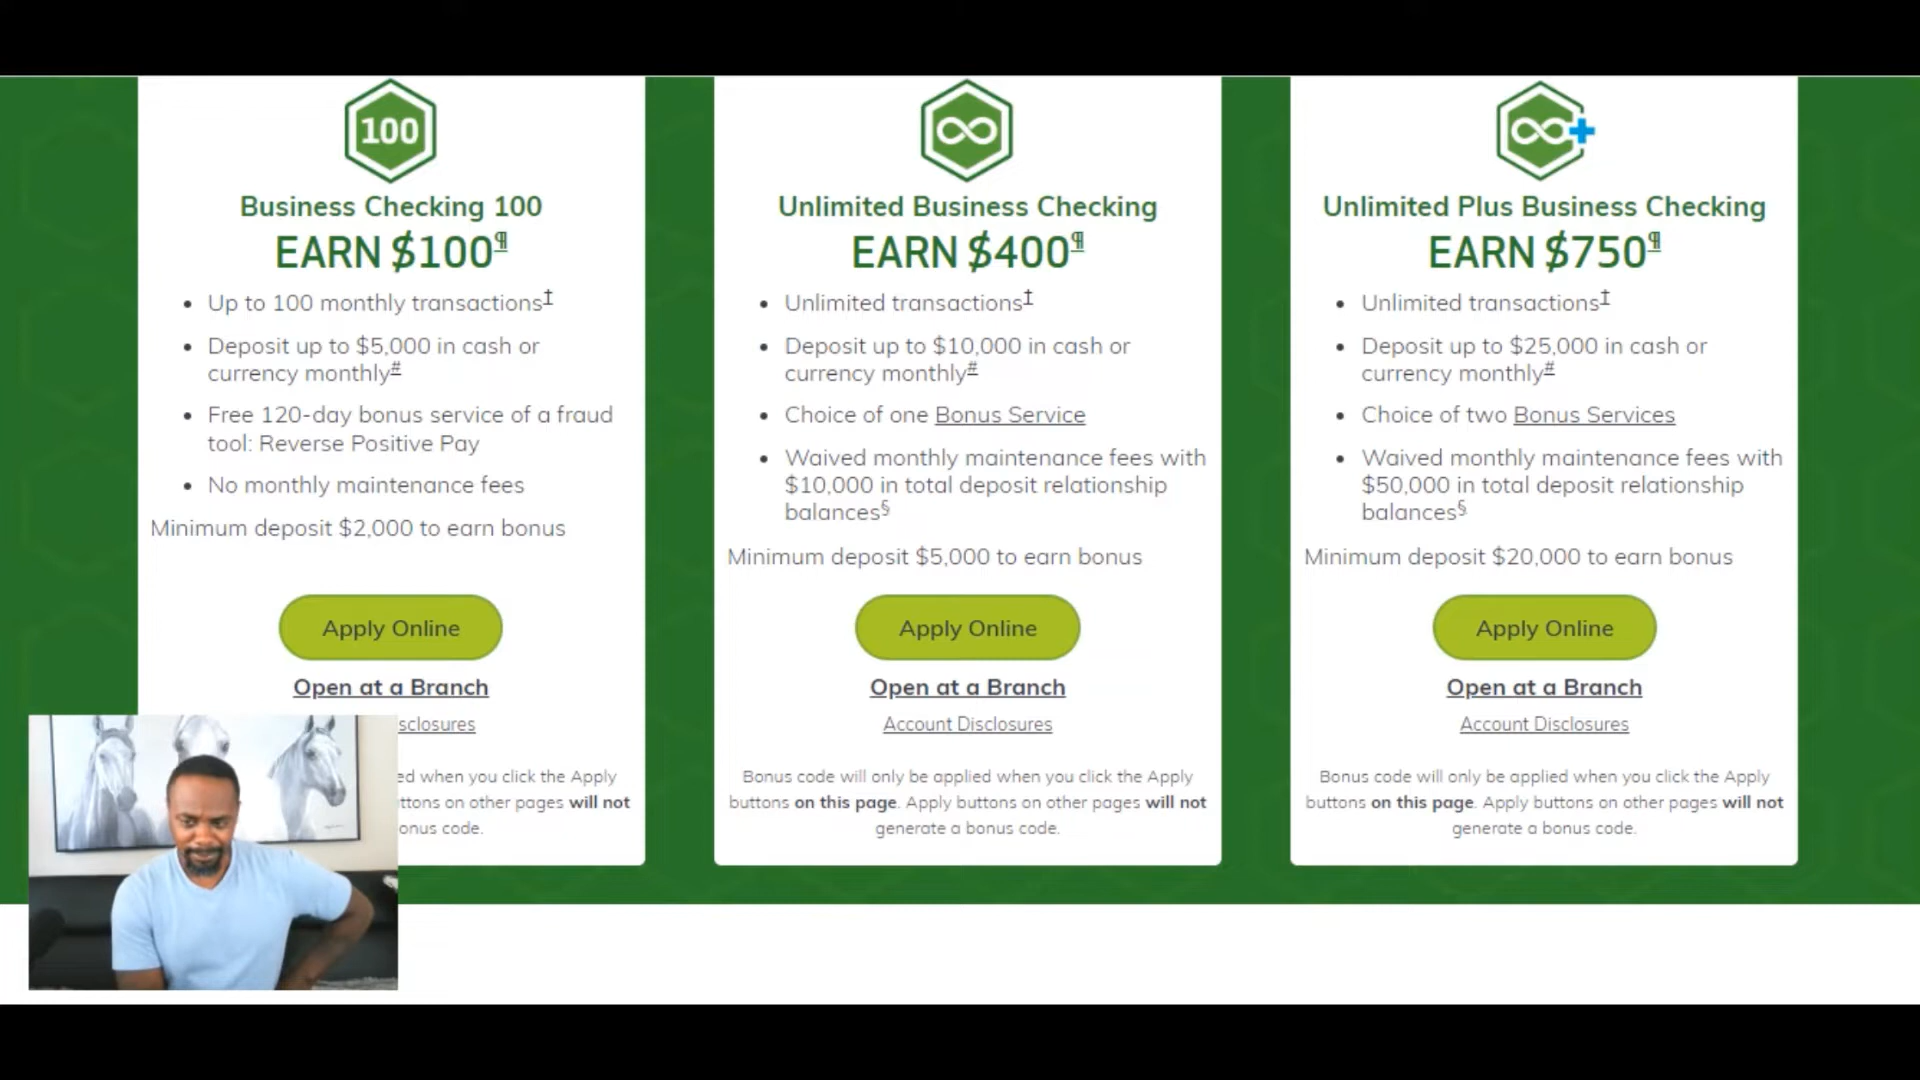 100
Business Checking 100
EARN $100¶
• Up to 100 monthly transactions‡
• Deposit up to $5,000 in cash or
currency monthly#
• Free 120-day bonus service of a fraud
tool: Reverse Positive Pay
• No monthly maintenance fees
Minimum deposit $2,000 to earn bonus
Apply Online
Open at a Branch
sclosures
ed when you click the Apply
ttons on other pages will not
onus code.
Unlimited Business Checking
EARN $400¶
• Unlimited transactions‡
• Deposit up to $10,000 in cash or
currency monthly#
• Choice of one Bonus Service
• Waived monthly maintenance fees with
$10,000 in total deposit relationship
balances§
Minimum deposit $5,000 to earn bonus
Apply Online
Open at a Branch
Account Disclosures
Bonus code will only be applied when you click the Apply
buttons on this page. Apply buttons on other pages will not
generate a bonus code.
Unlimited Plus Business Checking
EARN $750¶
• Unlimited transactions‡
• Deposit up to $25,000 in cash or
currency monthly#
• Choice of two Bonus Services
• Waived monthly maintenance fees with
$50,000 in total deposit relationship
balances§
Minimum deposit $20,000 to earn bonus
Apply Online
Open at a Branch
Account Disclosures
Bonus code will only be applied when you click the Apply
buttons on this page. Apply buttons on other pages will not
generate a bonus code.